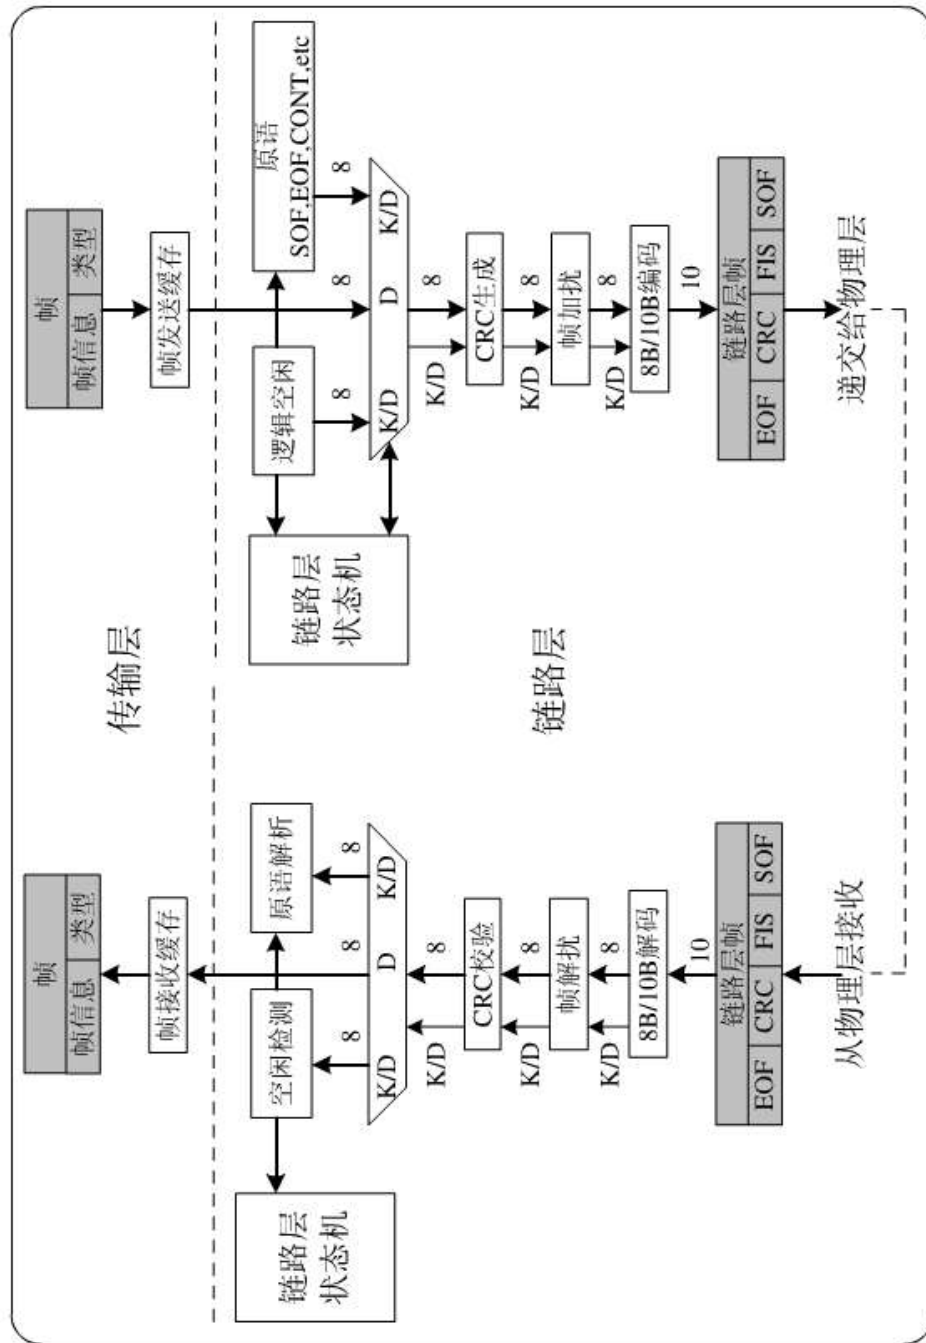 帧
帧信息 类型
帧接收缓存
传输层
帧
帧信息 类型
帧发送缓存
链路层
状态机
空闲检测
原语解析
8
8
8
K/D
D
K/D
K/D
8
CRC校验
K/D
8
帧解扰
K/D
8
8B/10B解码
10
链路层帧
EOF CRC FIS SOF
从物理层接收
链路层
链路层
状态机
逻辑空闲
原语
SOF,EOF,CONT,etc
8
8
8
K/D
D
K/D
K/D
8
CRC生成
K/D
8
帧加扰
K/D
8
8B/10B编码
10
链路层帧
EOF CRC FIS SOF
递交给物理层